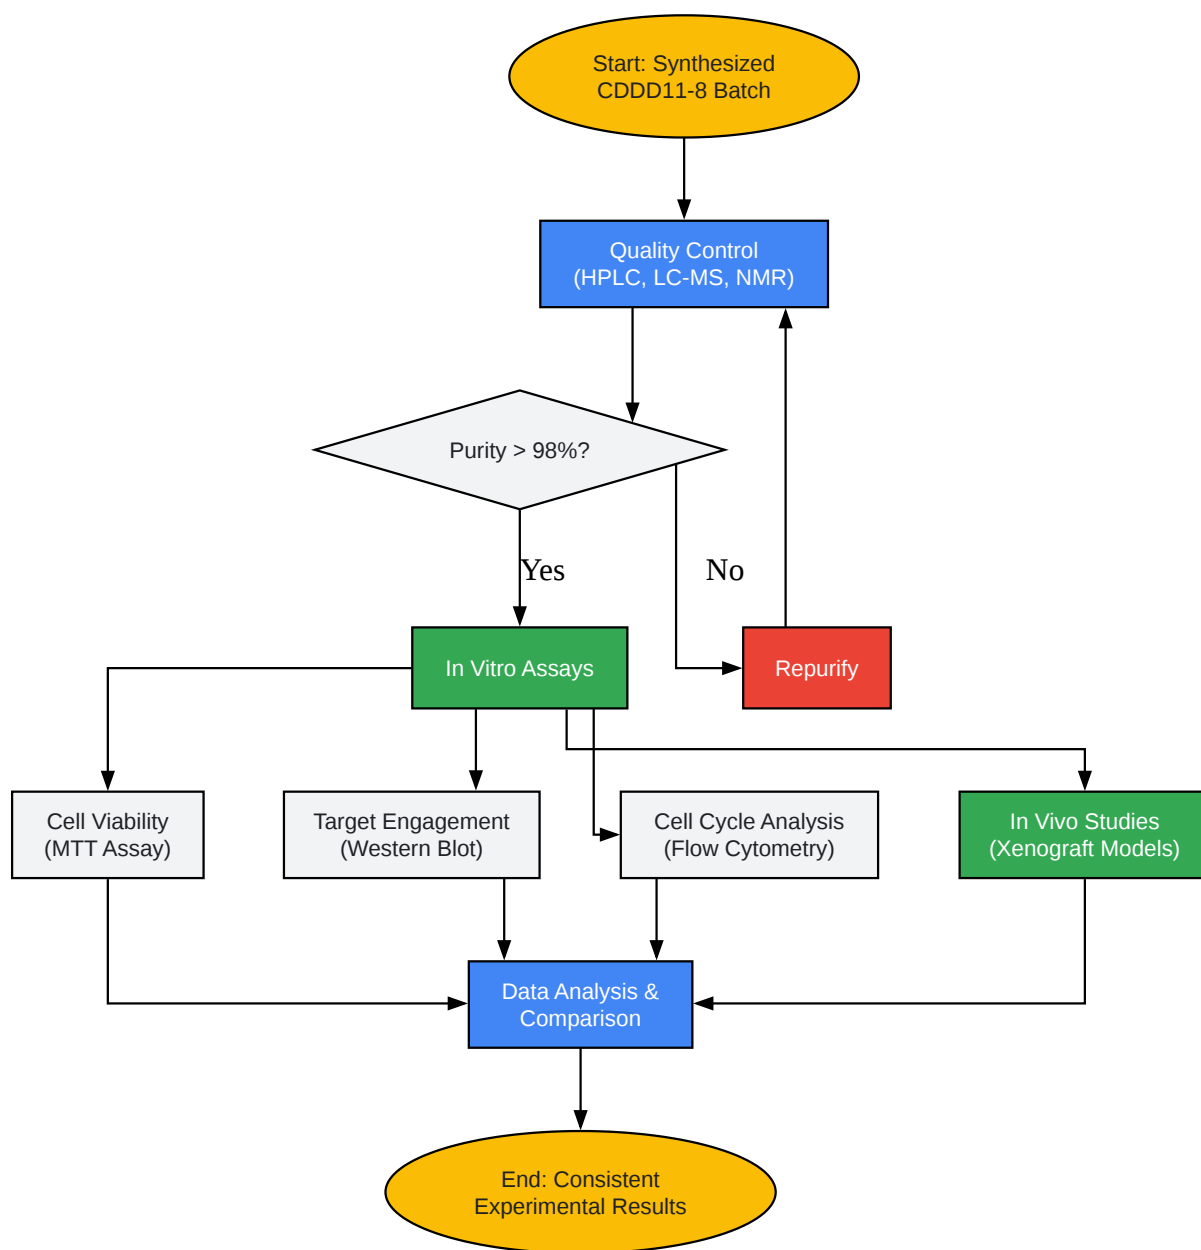 Start: Synthesized
CDDD11-8 Batch
Quality Control
(HPLC, LC-MS, NMR)
Purity > 98%?
Yes
No
In Vitro Assays
Repurify
Cell Viability
(MTT Assay)
Target Engagement
(Western Blot)
Cell Cycle Analysis
(Flow Cytometry)
In Vivo Studies
(Xenograft Models)
Data Analysis &
Comparison
End: Consistent
Experimental Results